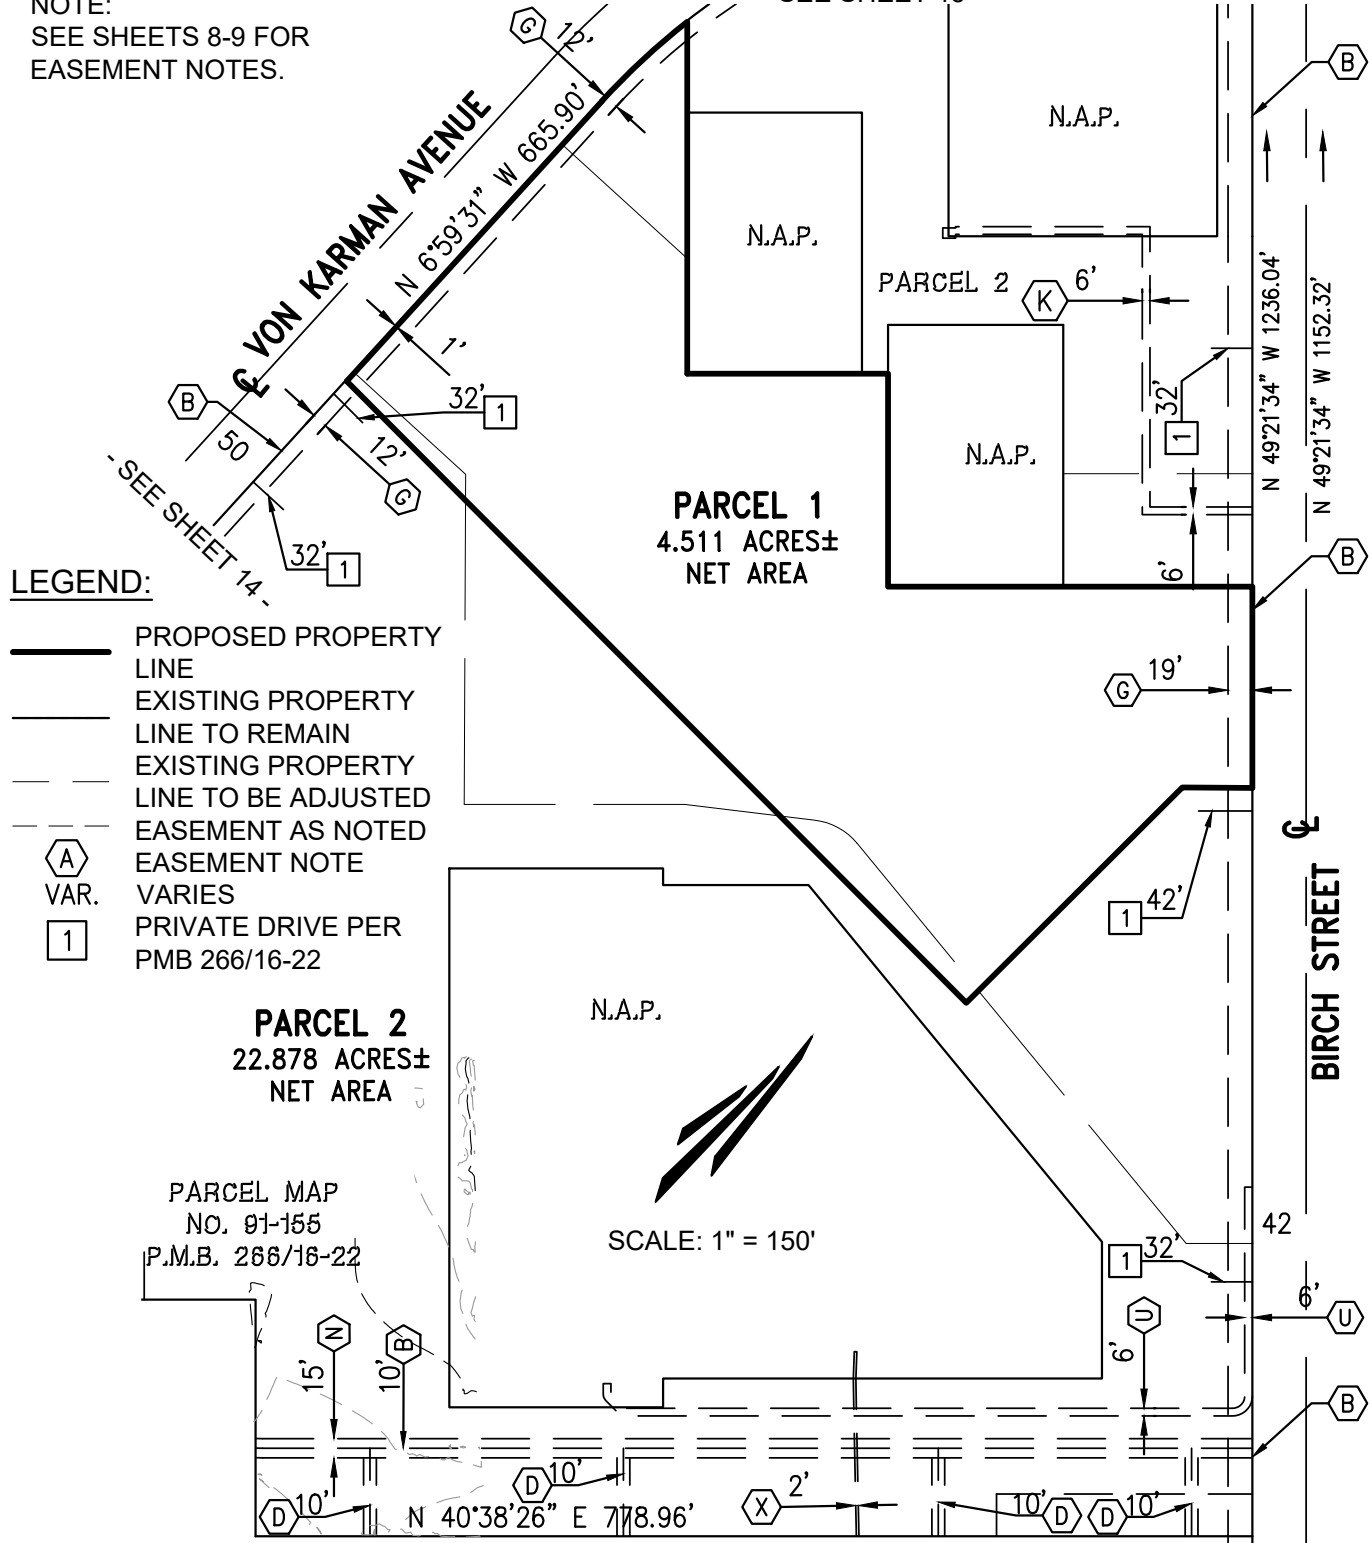 NOTE:
SEE SHEETS 8-9 FOR
EASEMENT NOTES.
G
12'
B
N.A.P.
VON KARMAN AVENUE
N 6°59'31" W 665.90'
N.A.P.
PARCEL 2
K
6'
N 49°21'34" W 1236.04'
N 49°21'34" W 1152.32'
1'
32'
1
B
50
32'
1
12'
G
- SEE SHEET 14 -
N.A.P.
PARCEL 1
4.511 ACRES±
NET AREA
32'
1
6'
B
LEGEND:
PROPOSED PROPERTY
LINE
EXISTING PROPERTY
LINE TO REMAIN
EXISTING PROPERTY
LINE TO BE ADJUSTED
EASEMENT AS NOTED
A
EASEMENT NOTE
VAR.
VARIES
1
PRIVATE DRIVE PER
PMB 266/16-22
G
19'
1
42'
BIRCH STREET
N.A.P.
PARCEL 2
22.878 ACRES±
NET AREA
PARCEL MAP
NO. 91-155
P.M.B. 266/16-22
SCALE: 1" = 150'
42
1
32'
6'
U
N
15'
B
10'
U
6'
B
D
10'
D
10'
X
2'
10'
D
D
10'
N 40°38'26" E 778.96'